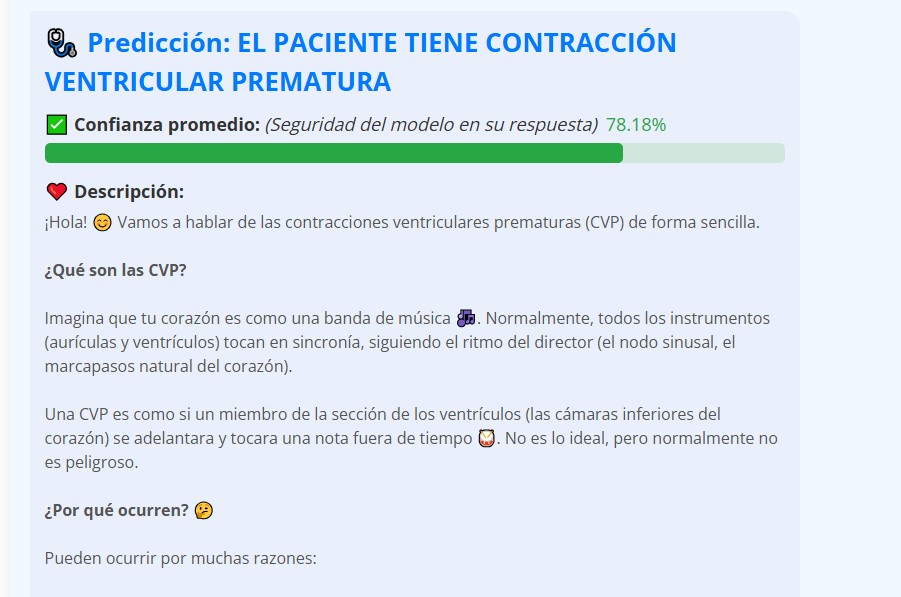 Predicción: EL PACIENTE TIENE CONTRACCIÓN
VENTRICULAR PREMATURA
Confianza promedio: (Seguridad del modelo en su respuesta) 78.18%
Descripción:
¡Hola! 😊 Vamos a hablar de las contracciones ventriculares prematuras (CVP) de forma sencilla.
¿Qué son las CVP?
Imagina que tu corazón es como una banda de música 🎶. Normalmente, todos los instrumentos
(aurículas y ventrículos) tocan en sincronía, siguiendo el ritmo del director (el nodo sinusal, el
marcapasos natural del corazón).
Una CVP es como si un miembro de la sección de los ventrículos (las cámaras inferiores del
corazón) se adelantara y tocara una nota fuera de tiempo 🥁. No es lo ideal, pero normalmente no
es peligroso.
¿Por qué ocurren? 🤔
Pueden ocurrir por muchas razones: